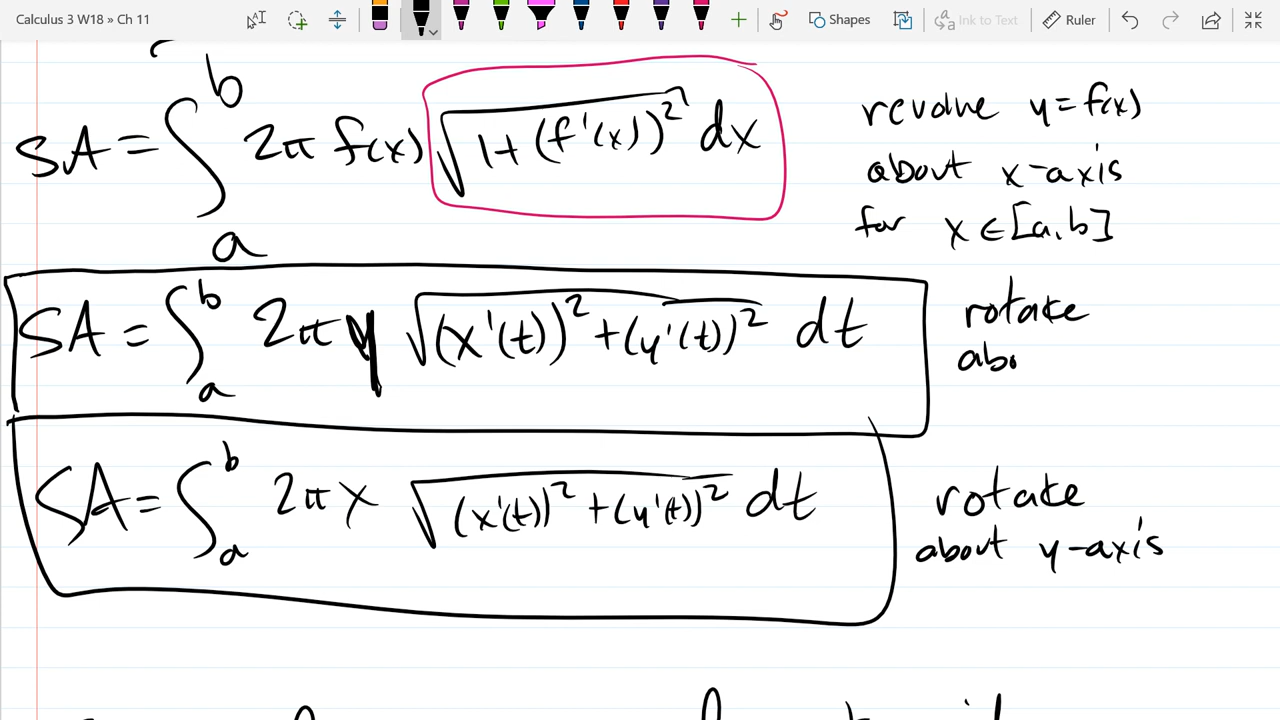 Calculus 3 W18 » Ch 11
Shapes
Ink to Text
Ruler
SA = ∫_a^b 2π f(x) √(1+(f'(x))²) dx
revolve y=f(x)
about x-axis
for x ∈ [a,b]
SA = ∫_a^b 2π y √((x'(t))² + (y'(t))²) dt
rotate
abo
SA = ∫_a^b 2π x √((x'(t))² + (y'(t))²) dt
rotate
about y-axis